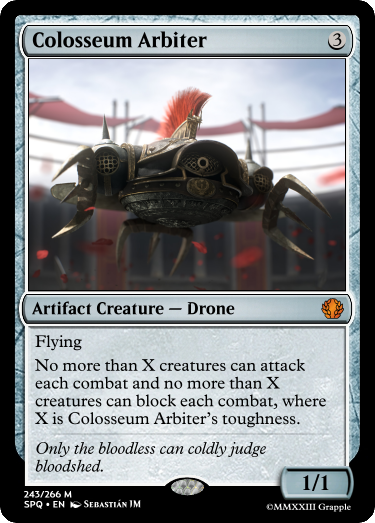 Colosseum Arbiter 3
Artifact Creature — Drone
Flying
No more than X creatures can attack
each combat and no more than X
creatures can block each combat, where
X is Colosseum Arbiter's toughness.
Only the bloodless can coldly judge
bloodshed.
1/1
243/266 M
SPQ • EN Sebastián IM
©MMXXIII Grapple